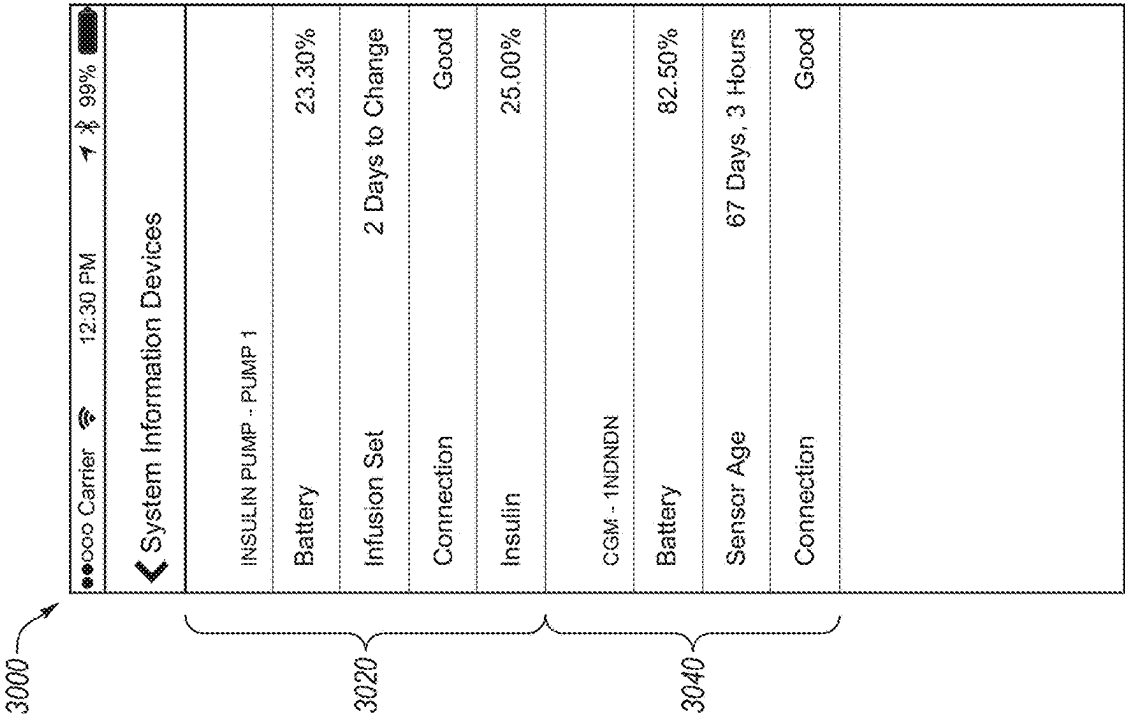 3000
●●○○○ Carrier 12:30 PM 99%
System Information Devices
3020
INSULIN PUMP - PUMP 1
Battery 23.30%
Infusion Set 2 Days to Change
Connection Good
Insulin 25.00%
3040
CGM - 1NDNDN
Battery 82.50%
Sensor Age 67 Days, 3 Hours
Connection Good